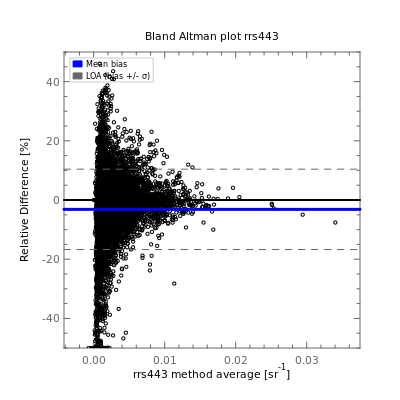 Bland Altman plot rrs443
Mean bias
LOA (bias +/- σ)
40
20
0
-20
-40
Relative Difference [%]
0.00 0.01 0.02 0.03
rrs443 method average [sr⁻¹]